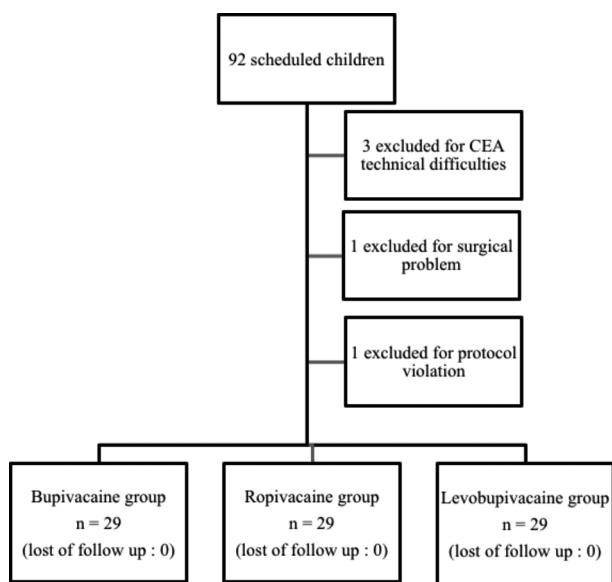 92 scheduled children
3 excluded for CEA
technical difficulties
1 excluded for surgical
problem
1 excluded for protocol
violation
Bupivacaine group
n = 29
(lost of follow up : 0)
Ropivacaine group
n = 29
(lost of follow up : 0)
Levobupivacaine group
n = 29
(lost of follow up : 0)